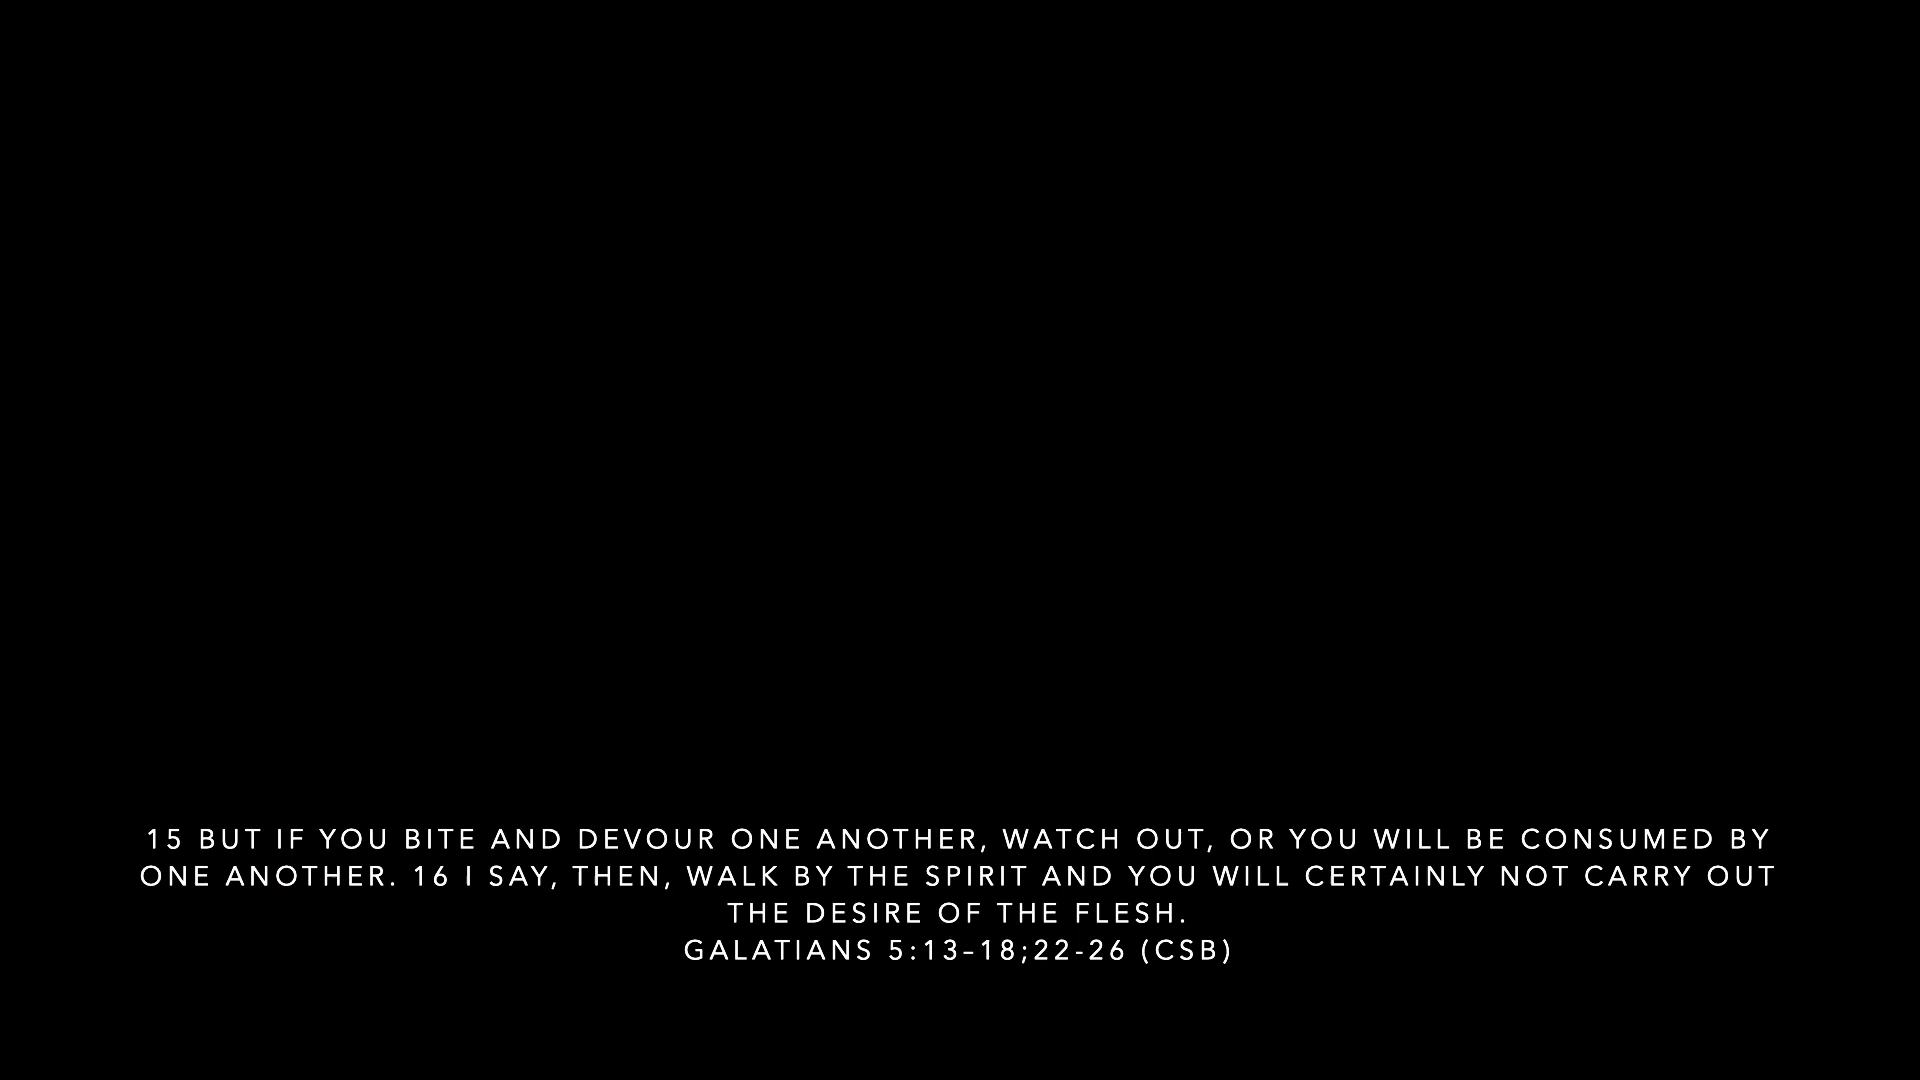 15 BUT IF YOU BITE AND DEVOUR ONE ANOTHER, WATCH OUT, OR YOU WILL BE CONSUMED BY
ONE ANOTHER. 16 I SAY, THEN, WALK BY THE SPIRIT AND YOU WILL CERTAINLY NOT CARRY OUT
THE DESIRE OF THE FLESH.
GALATIANS 5:13–18;22-26 (CSB)